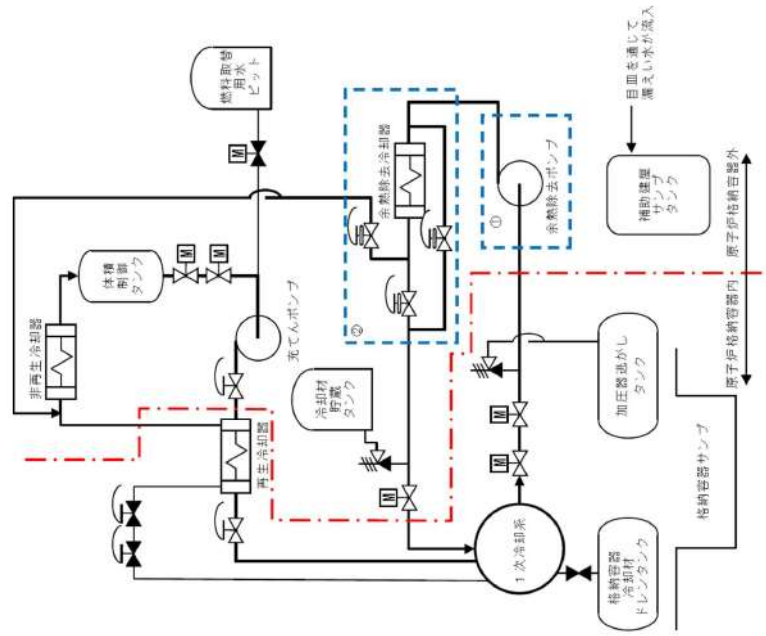 燃料取替
用水
ピット
M
体積
制御
タンク
M
M
非再生冷却器
充てんポンプ
再生冷却器
冷却材
貯蔵
タンク
M
②
余熱除去冷却器
①
余熱除去ポンプ
M
M
1次冷却系
加圧器逃がし
タンク
格納容器
冷却材
ドレンタンク
格納容器サンプ
補助建屋
サンプ
タンク
目皿を通じて
漏えい水が流入
原子炉格納容器内
原子炉格納容器外